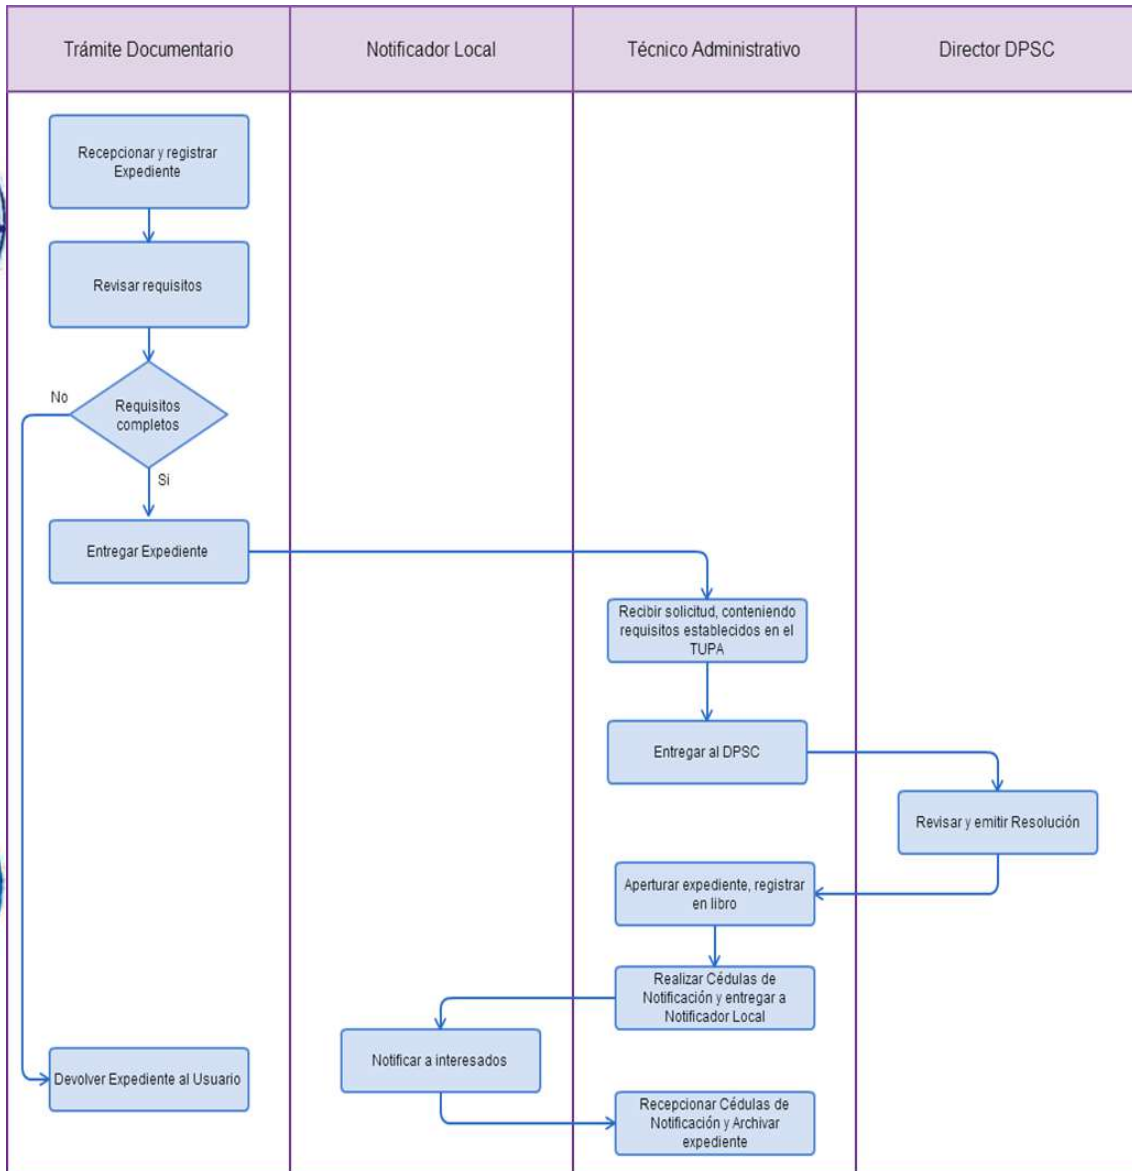 Trámite Documentario
Notificador Local
Técnico Administrativo
Director DPSC
Recepcionar y registrar
Expediente
Revisar requisitos
No
Requisitos
completos
Si
Entregar Expediente
Recibir solicitud, conteniendo
requisitos establecidos en el
TUPA
Entregar al DPSC
Revisar y emitir Resolución
Aperturar expediente, registrar
en libro
Realizar Cédulas de
Notificación y entregar a
Notificador Local
Notificar a interesados
Devolver Expediente al Usuario
Recepcionar Cédulas de
Notificación y Archivar
expediente